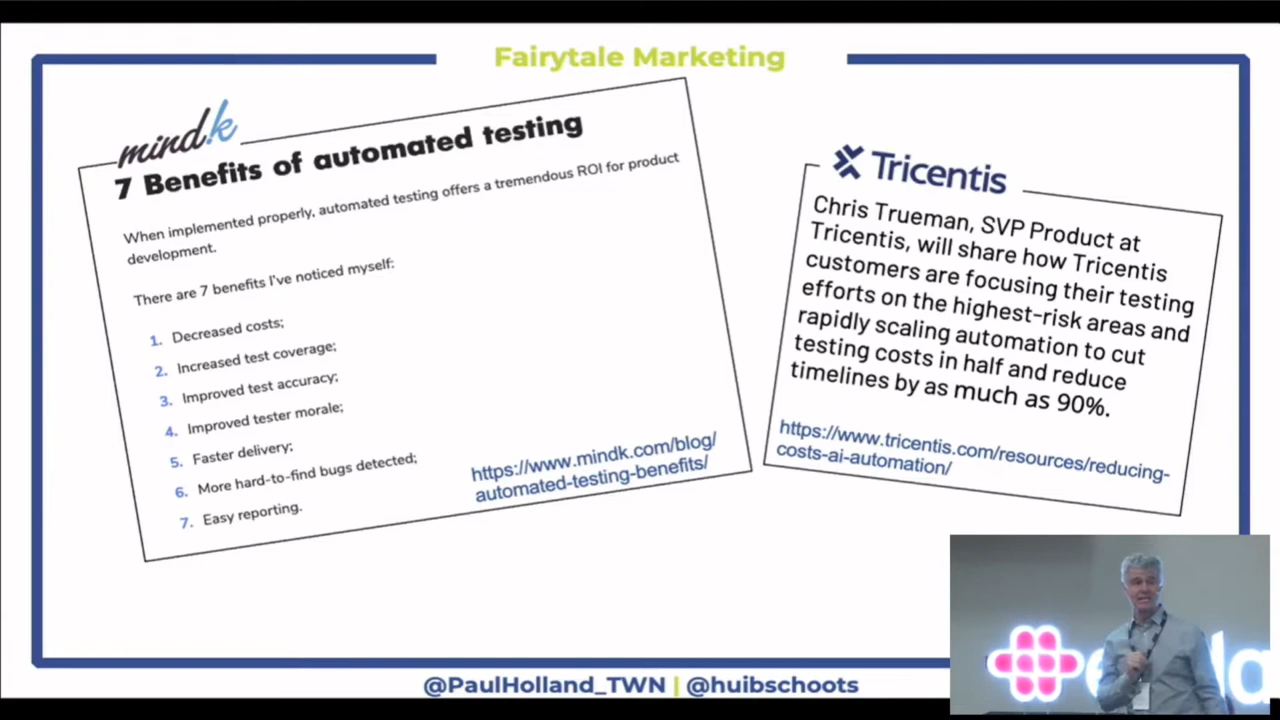 Fairytale Marketing
mind.k
7 Benefits of automated testing
When implemented properly, automated testing offers a tremendous ROI for product
development.
There are 7 benefits I've noticed myself:
1. Decreased costs;
2. Increased test coverage;
3. Improved test accuracy;
4. Improved tester morale;
5. Faster delivery;
6. More hard-to-find bugs detected;
7. Easy reporting.
https://www.mindk.com/blog/
automated-testing-benefits/
Tricentis
Chris Trueman, SVP Product at
Tricentis, will share how Tricentis
customers are focusing their testing
efforts on the highest-risk areas and
rapidly scaling automation to cut
testing costs in half and reduce
timelines by as much as 90%.
https://www.tricentis.com/resources/reducing-
costs-ai-automation/
@PaulHolland_TWN | @huibschoots